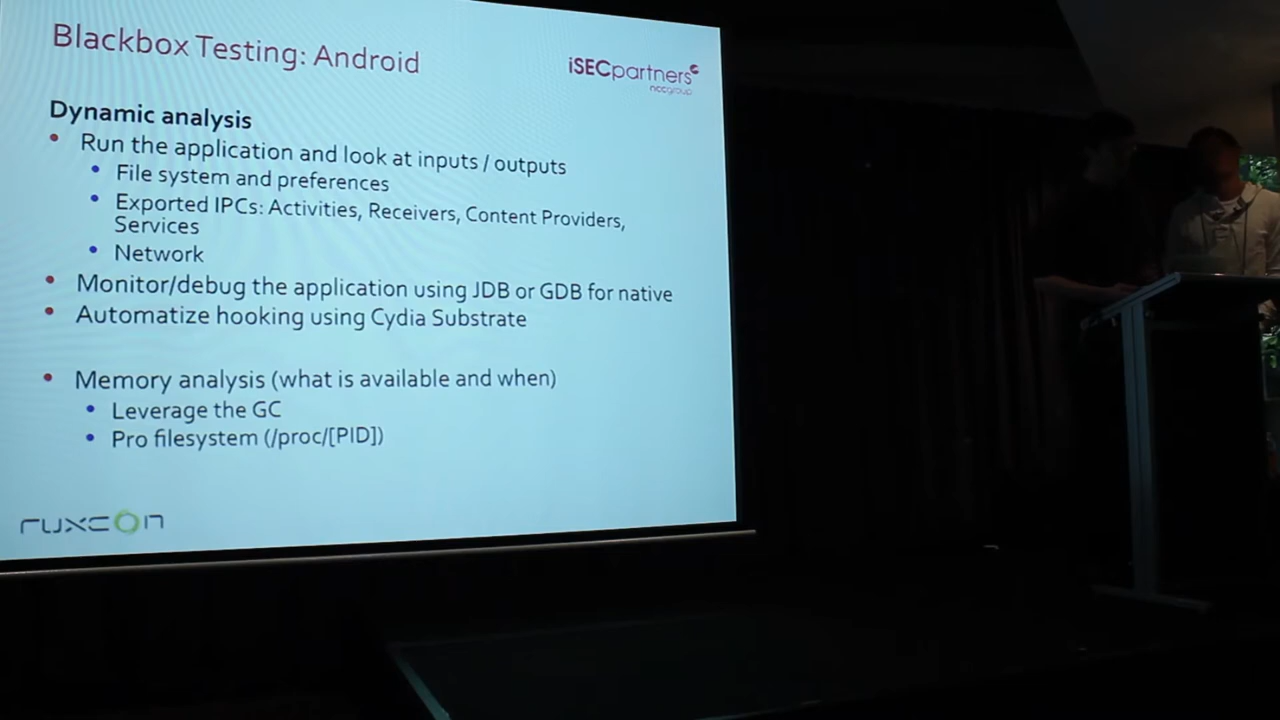 Blackbox Testing: Android
iSECpartners
nccgroup
Dynamic analysis
• Run the application and look at inputs / outputs
• File system and preferences
• Exported IPCs: Activities, Receivers, Content Providers,
Services
• Network
• Monitor/debug the application using JDB or GDB for native
• Automatize hooking using Cydia Substrate
• Memory analysis (what is available and when)
• Leverage the GC
• Pro filesystem (/proc/[PID])
ruxcon